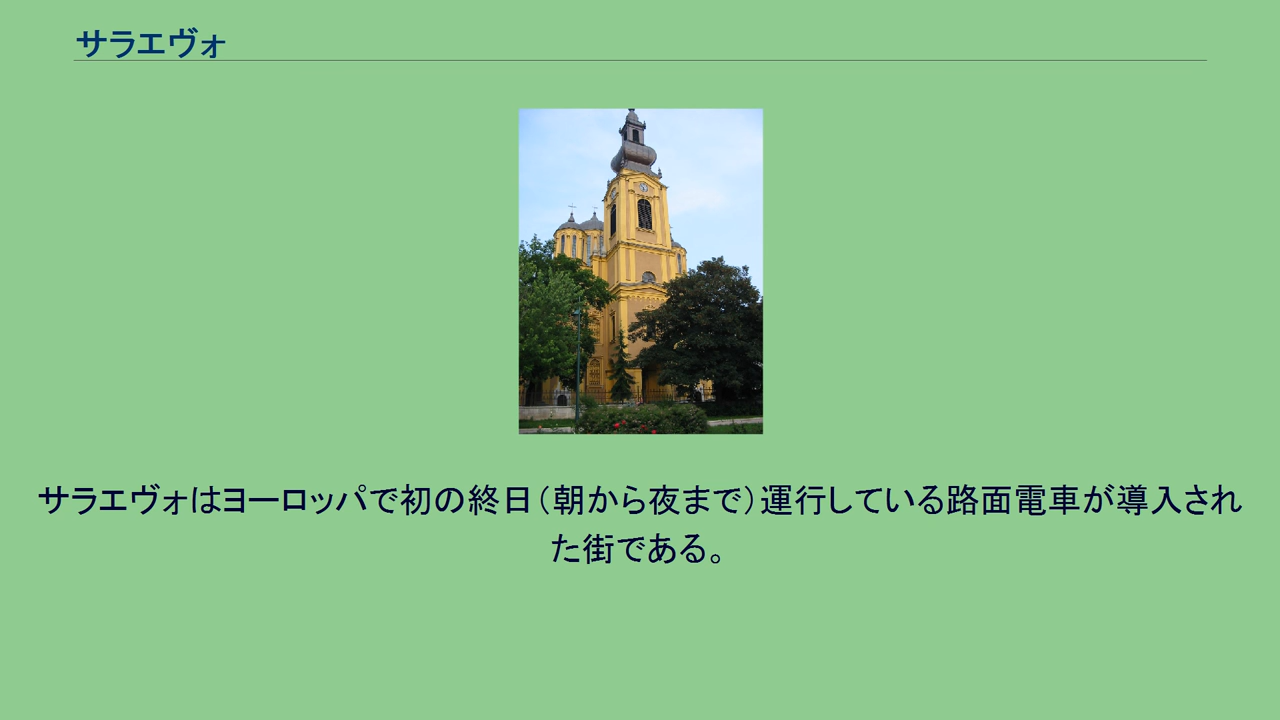 サラエヴォ
サラエヴォはヨーロッパで初の終日（朝から夜まで）運行している路面電車が導入され
た街である。